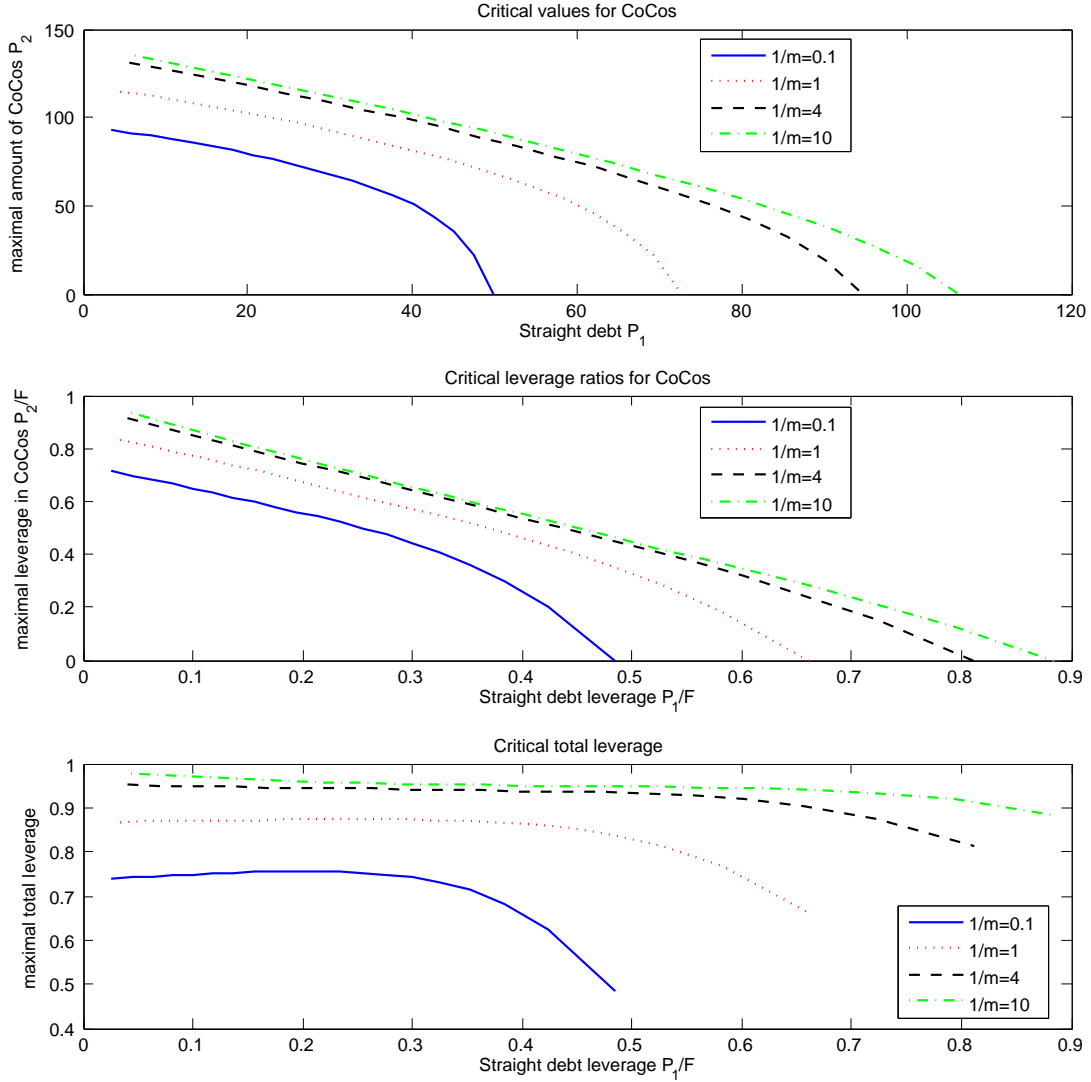 Critical values for CoCos
150
100
50
0
maximal amount of CoCos P2
0 20 40 60 80 100 120
Straight debt P1
1/m=0.1
1/m=1
1/m=4
1/m=10
Critical leverage ratios for CoCos
1
0.8
0.6
0.4
0.2
0
maximal leverage in CoCos P2/F
0 0.1 0.2 0.3 0.4 0.5 0.6 0.7 0.8 0.9
Straight debt leverage P1/F
1/m=0.1
1/m=1
1/m=4
1/m=10
Critical total leverage
1
0.9
0.8
0.7
0.6
0.5
0.4
maximal total leverage
0 0.1 0.2 0.3 0.4 0.5 0.6 0.7 0.8 0.9
Straight debt leverage P1/F
1/m=0.1
1/m=1
1/m=4
1/m=10